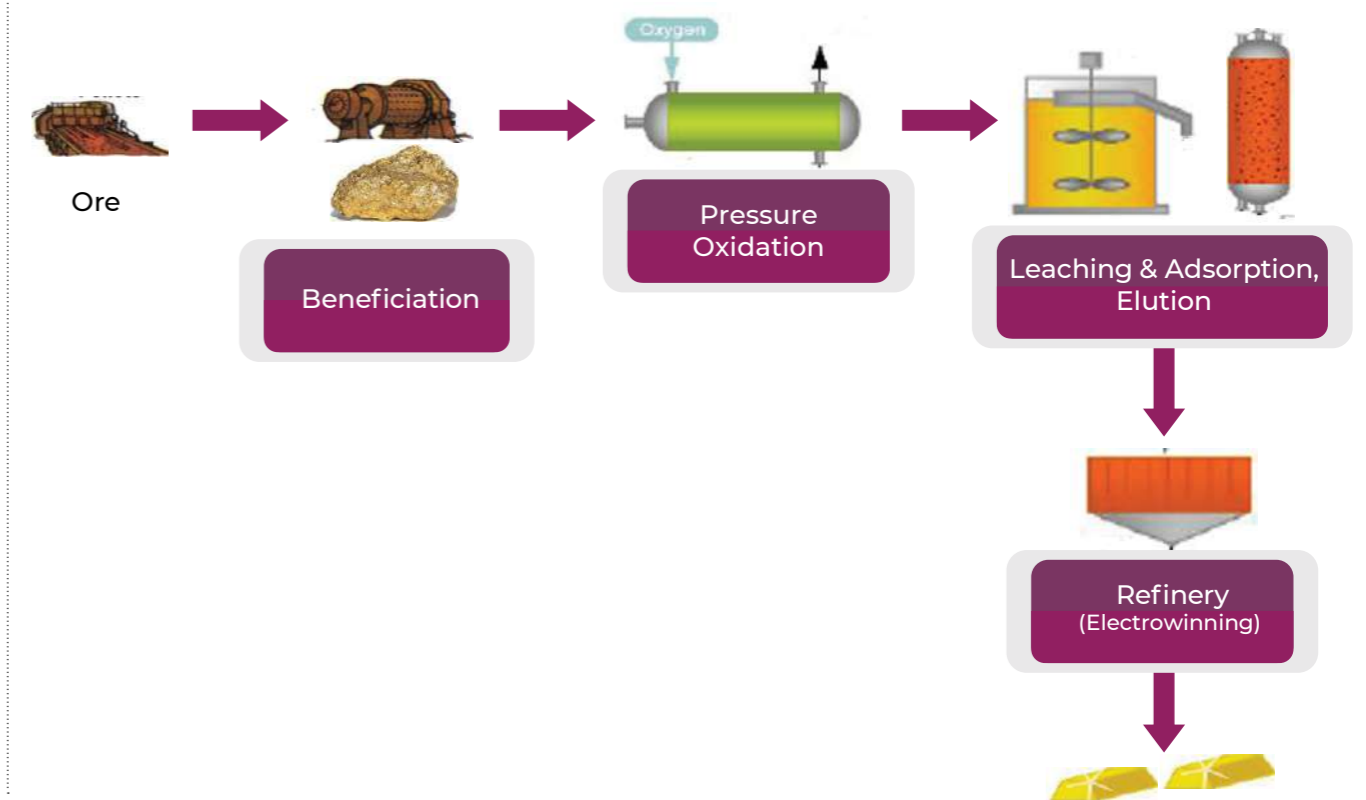 Oxygen
Ore
Beneficiation
Pressure
Oxidation
Leaching & Adsorption,
Elution
Refinery
(Electrowinning)